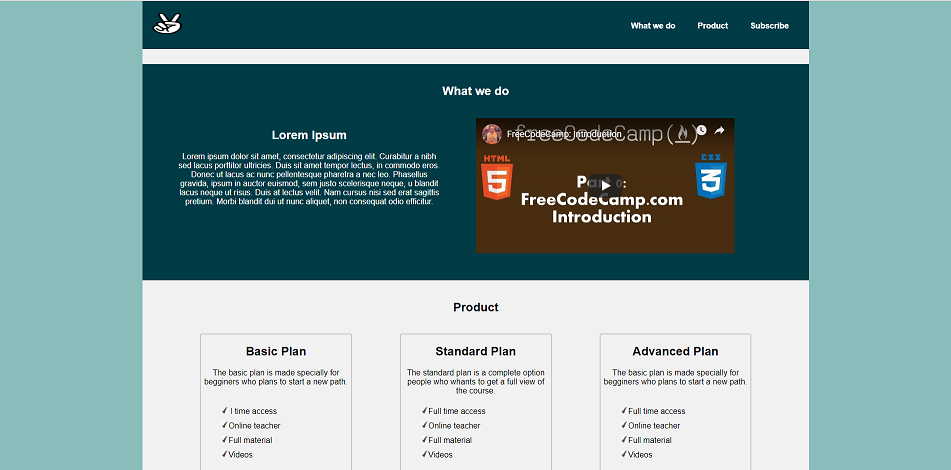 What we do Product Subscribe
What we do
Lorem Ipsum
Lorem ipsum dolor sit amet, consectetur adipiscing elit. Curabitur a nibh
sed lacus porttitor ultricies. Duis sit amet tempor lectus, in commodo eros.
Donec ut lacus ac nunc pellentesque pharetra a nec leo. Phasellus
gravida, ipsum in auctor euismod, sem justo scelerisque neque, u blandit
lacus neque ut risus. Duis at lectus velit. Nam cursus nisi sed erat sagittis
pretium. Morbi blandit dui ut nunc aliquet, non consequat odio efficitur.
freeCodeCamp(
FreeCodeCamp: Introduction
HTML
5
CSS
3
Part 0:
FreeCodeCamp.com
Introduction
Product
Basic Plan
The basic plan is made specially for
begginers who plans to start a new path.
l time access
Online teacher
Full material
Videos
Standard Plan
The standard plan is a complete option
people who whants to get a full view of
the course.
Full time access
Online teacher
Full material
Videos
Advanced Plan
The basic plan is made specially for
begginers who plans to start a new path.
Full time access
Online teacher
Full material
Videos